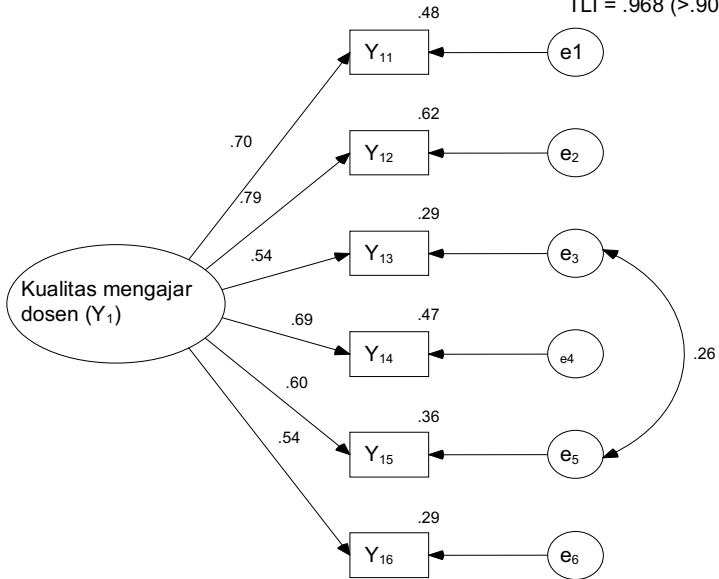 TLI = .968 (>.90
.48
Y₁₁
e1
.70
.62
Y₁₂
e₂
.79
.29
Y₁₃
e₃
.54
Kualitas mengajar
dosen (Y₁)
.47
Y₁₄
e4
.69
.26
.60
.36
Y₁₅
e₅
.54
.29
Y₁₆
e₆